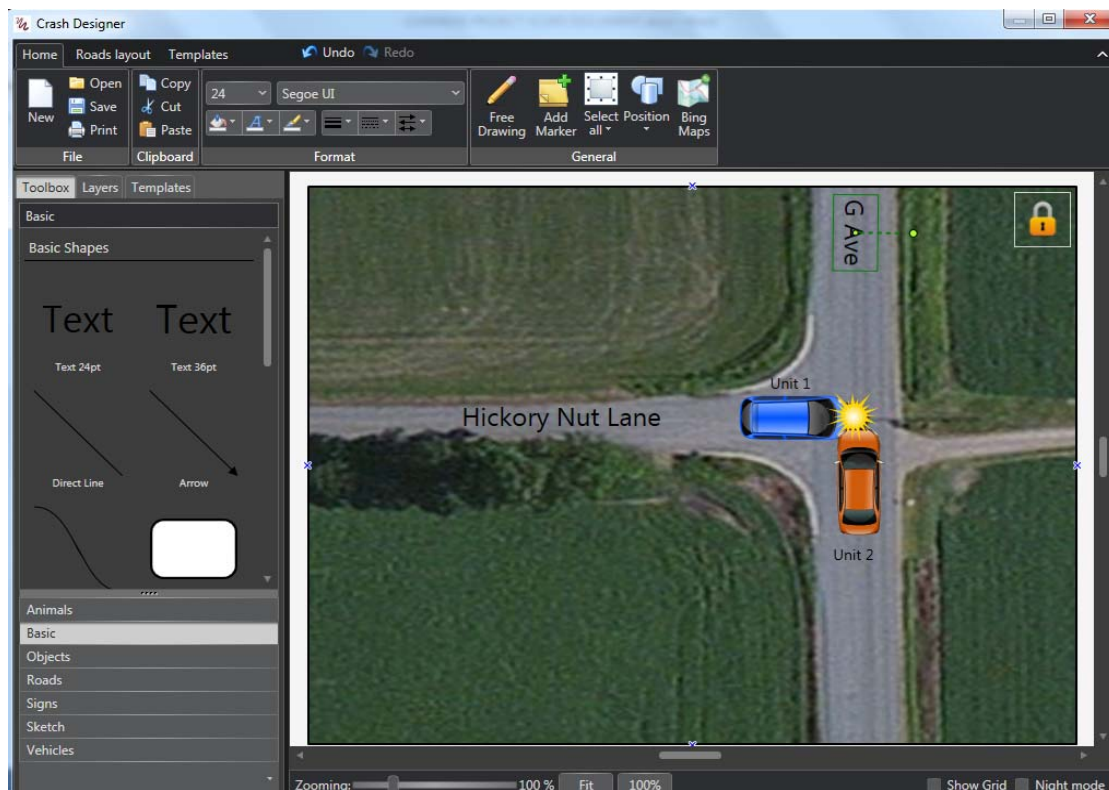 Crash Designer
Home Roads layout Templates Undo Redo
New
Open
Save
Print
File
Copy
Cut
Paste
Clipboard
24 Segoe UI
A
Format
Free Drawing
Add Marker
Select all
Position
Bing Maps
General
Toolbox Layers Templates
Basic
Basic Shapes
Text Text
Text 24pt Text 36pt
Direct Line Arrow
Animals
Basic
Objects
Roads
Signs
Sketch
Vehicles
G Ave
Unit 1
Hickory Nut Lane
Unit 2
Zooming: 100 % Fit 100% Show Grid Night mode